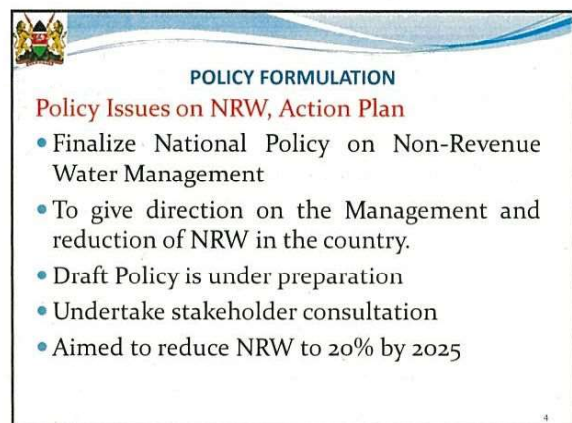 POLICY FORMULATION
Policy Issues on NRW, Action Plan
• Finalize National Policy on Non-Revenue
Water Management
• To give direction on the Management and
reduction of NRW in the country.
• Draft Policy is under preparation
• Undertake stakeholder consultation
• Aimed to reduce NRW to 20% by 2025
4